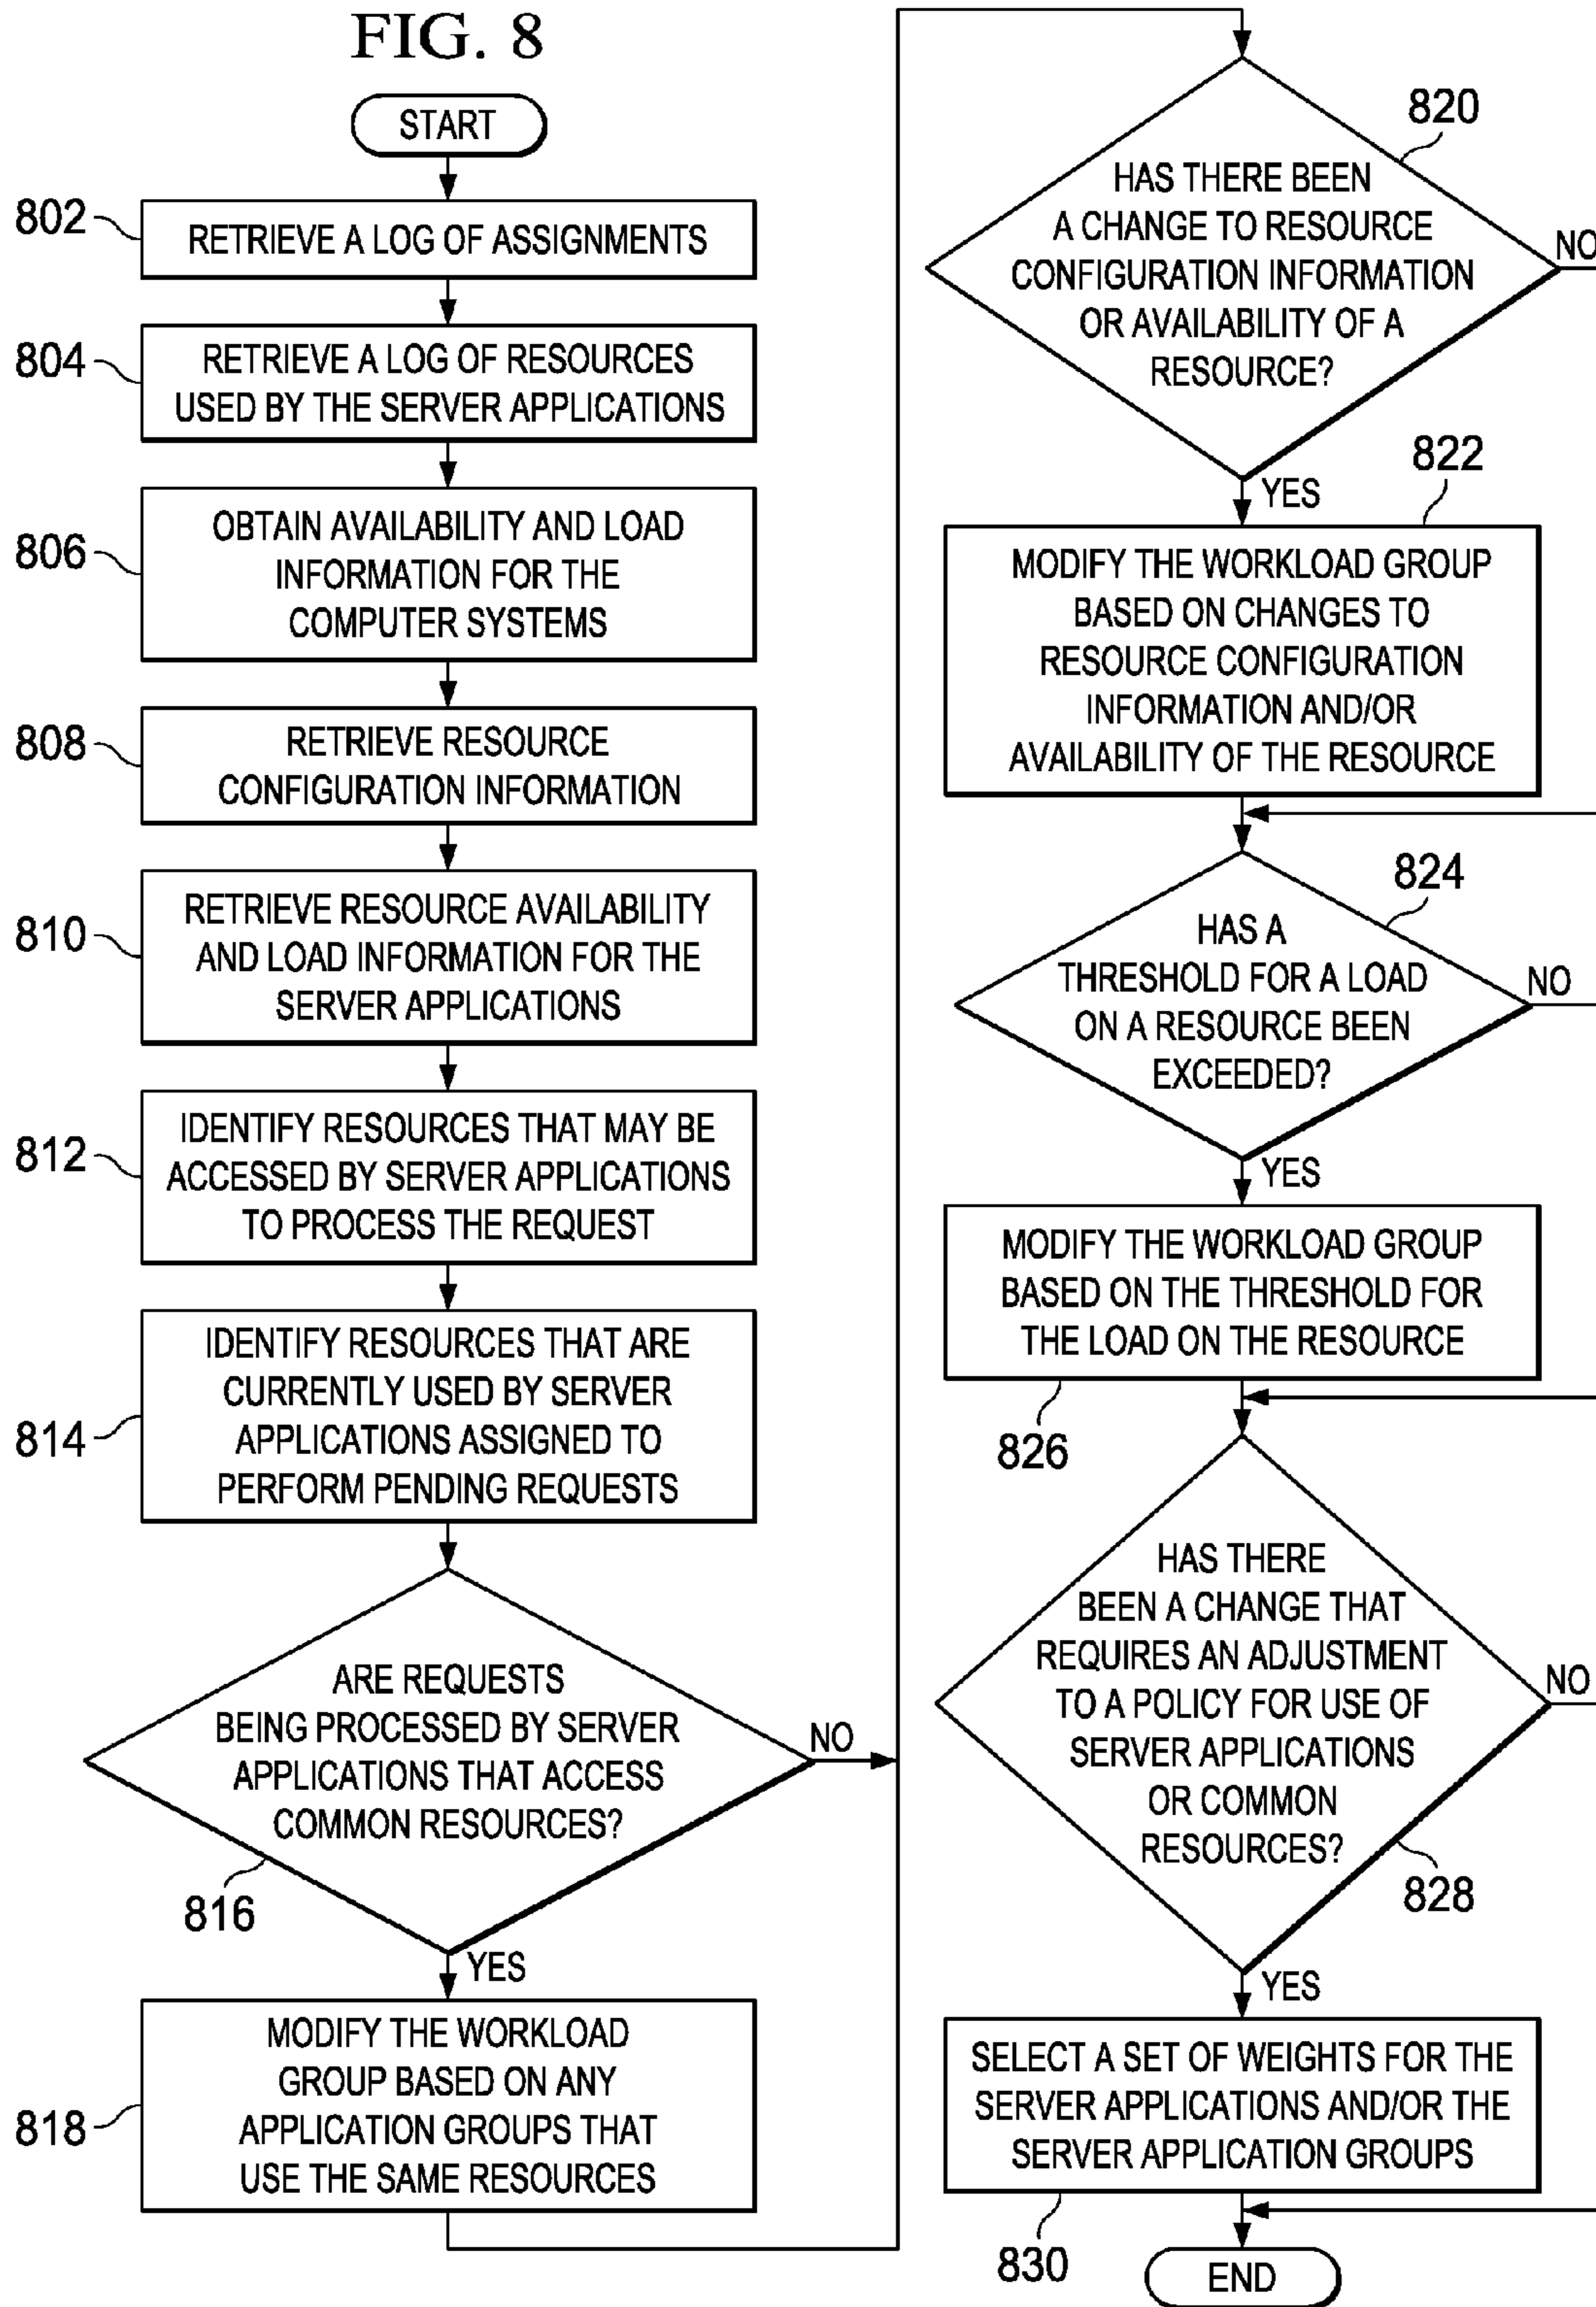 FIG. 8
START
802
RETRIEVE A LOG OF ASSIGNMENTS
804
RETRIEVE A LOG OF RESOURCES
USED BY THE SERVER APPLICATIONS
806
OBTAIN AVAILABILITY AND LOAD
INFORMATION FOR THE
COMPUTER SYSTEMS
808
RETRIEVE RESOURCE
CONFIGURATION INFORMATION
810
RETRIEVE RESOURCE AVAILABILITY
AND LOAD INFORMATION FOR THE
SERVER APPLICATIONS
812
IDENTIFY RESOURCES THAT MAY BE
ACCESSED BY SERVER APPLICATIONS
TO PROCESS THE REQUEST
814
IDENTIFY RESOURCES THAT ARE
CURRENTLY USED BY SERVER
APPLICATIONS ASSIGNED TO
PERFORM PENDING REQUESTS
ARE REQUESTS
BEING PROCESSED BY SERVER
APPLICATIONS THAT ACCESS
COMMON RESOURCES?
NO
816
YES
818
MODIFY THE WORKLOAD
GROUP BASED ON ANY
APPLICATION GROUPS THAT
USE THE SAME RESOURCES
820
HAS THERE BEEN
A CHANGE TO RESOURCE
CONFIGURATION INFORMATION
OR AVAILABILITY OF A
RESOURCE?
NO
YES
822
MODIFY THE WORKLOAD GROUP
BASED ON CHANGES TO
RESOURCE CONFIGURATION
INFORMATION AND/OR
AVAILABILITY OF THE RESOURCE
824
HAS A
THRESHOLD FOR A LOAD
ON A RESOURCE BEEN
EXCEEDED?
NO
YES
MODIFY THE WORKLOAD GROUP
BASED ON THE THRESHOLD FOR
THE LOAD ON THE RESOURCE
826
HAS THERE
BEEN A CHANGE THAT
REQUIRES AN ADJUSTMENT
TO A POLICY FOR USE OF
SERVER APPLICATIONS
OR COMMON
RESOURCES?
NO
828
YES
SELECT A SET OF WEIGHTS FOR THE
SERVER APPLICATIONS AND/OR THE
SERVER APPLICATION GROUPS
830
END